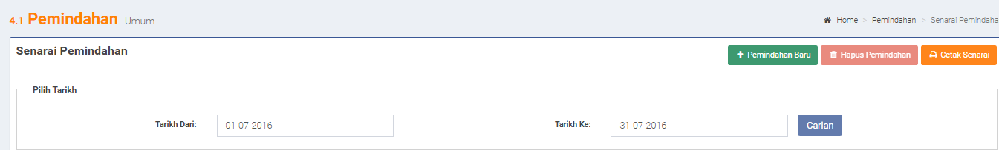 4.1 Pemindahan Umum
Home > Pemindahan > Senarai Pemindaha
Senarai Pemindahan
Pemindahan Baru
Hapus Pemindahan
Cetak Senarai
Pilih Tarikh
Tarikh Dari: 01-07-2016
Tarikh Ke: 31-07-2016
Carian